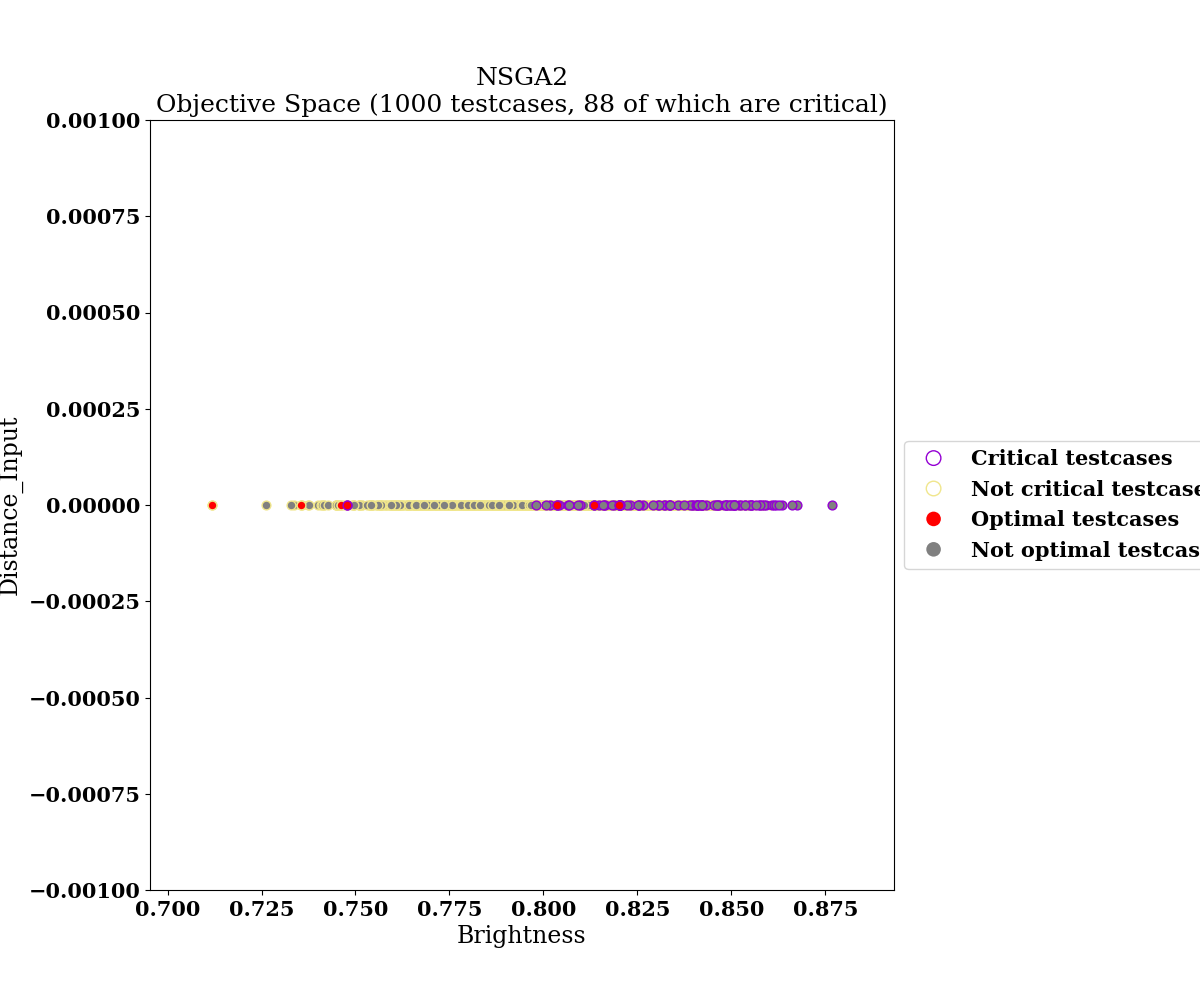 NSGA2
Objective Space (1000 testcases, 88 of which are critical)
0.00100
0.00075
0.00050
0.00025
0.00000
−0.00025
−0.00050
−0.00075
−0.00100
Distance_Input
0.700 0.725 0.750 0.775 0.800 0.825 0.850 0.875
Brightness
Critical testcases
Not critical testcase
Optimal testcases
Not optimal testcas